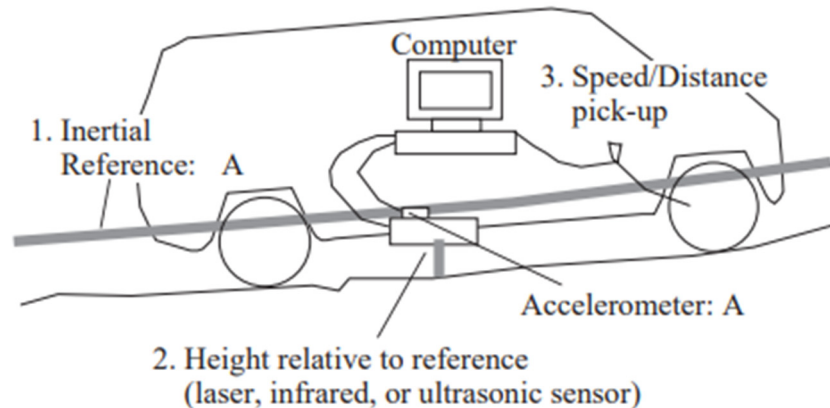 Computer
3. Speed/Distance
pick-up
1. Inertial
Reference: A
Accelerometer: A
2. Height relative to reference
(laser, infrared, or ultrasonic sensor)